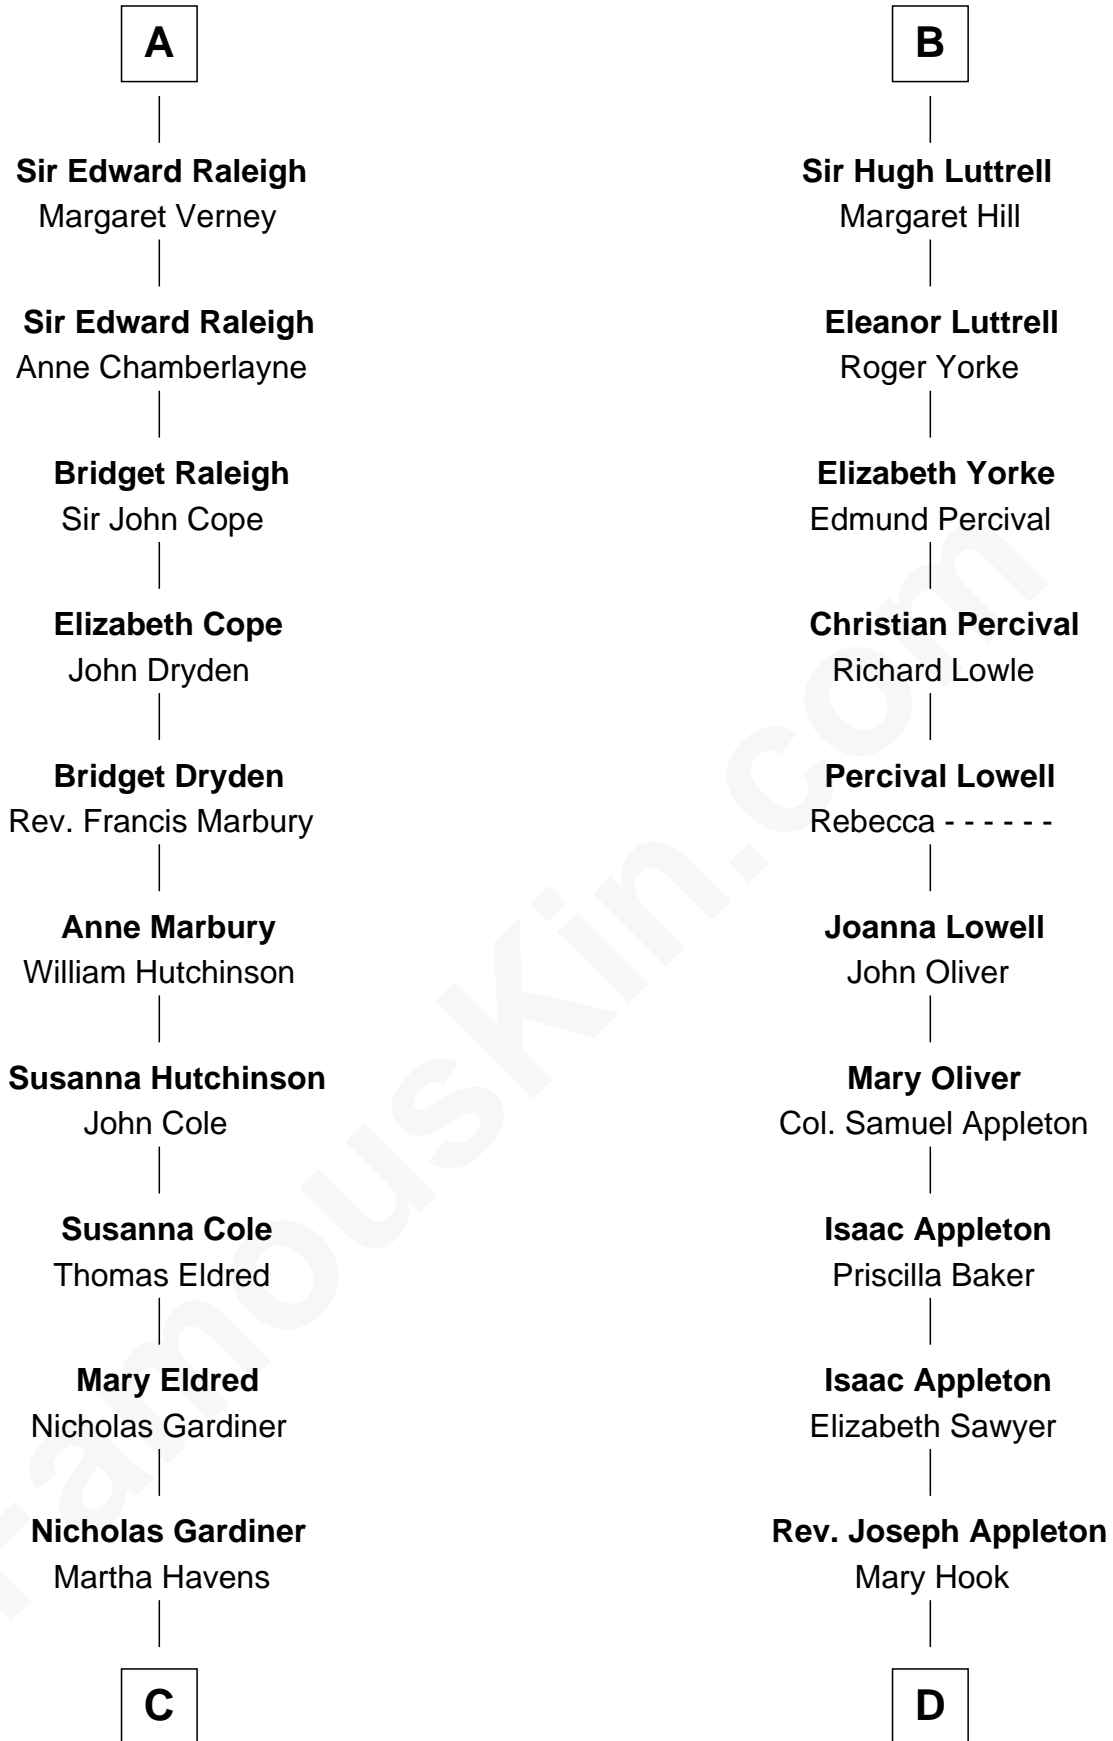 A
Sir Edward Raleigh
Margaret Verney
Sir Edward Raleigh
Anne Chamberlayne
Bridget Raleigh
Sir John Cope
Elizabeth Cope
John Dryden
Bridget Dryden
Rev. Francis Marbury
Anne Marbury
William Hutchinson
Susanna Hutchinson
John Cole
Susanna Cole
Thomas Eldred
Mary Eldred
Nicholas Gardiner
Nicholas Gardiner
Martha Havens
C
B
Sir Hugh Luttrell
Margaret Hill
Eleanor Luttrell
Roger Yorke
Elizabeth Yorke
Edmund Percival
Christian Percival
Richard Lowle
Percival Lowell
Rebecca - - - - - -
Joanna Lowell
John Oliver
Mary Oliver
Col. Samuel Appleton
Isaac Appleton
Priscilla Baker
Isaac Appleton
Elizabeth Sawyer
Rev. Joseph Appleton
Mary Hook
D
FamousKin.com